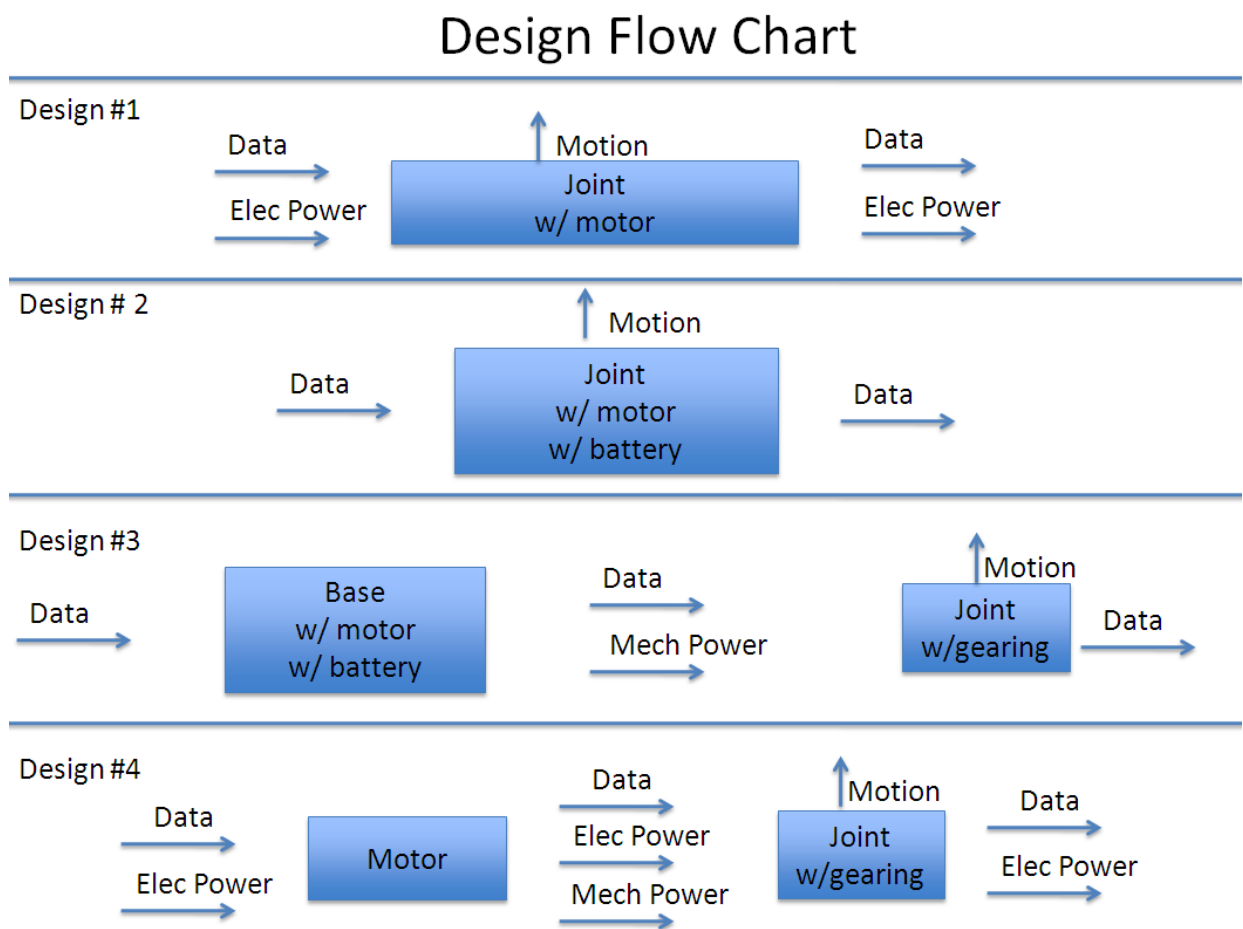 Design Flow Chart
Design #1
Data
Elec Power
Motion
Joint
w/ motor
Data
Elec Power
Design # 2
Data
Motion
Joint
w/ motor
w/ battery
Data
Design #3
Data
Base
w/ motor
w/ battery
Data
Mech Power
Motion
Joint
w/gearing
Data
Design #4
Data
Elec Power
Motor
Data
Elec Power
Mech Power
Motion
Joint
w/gearing
Data
Elec Power